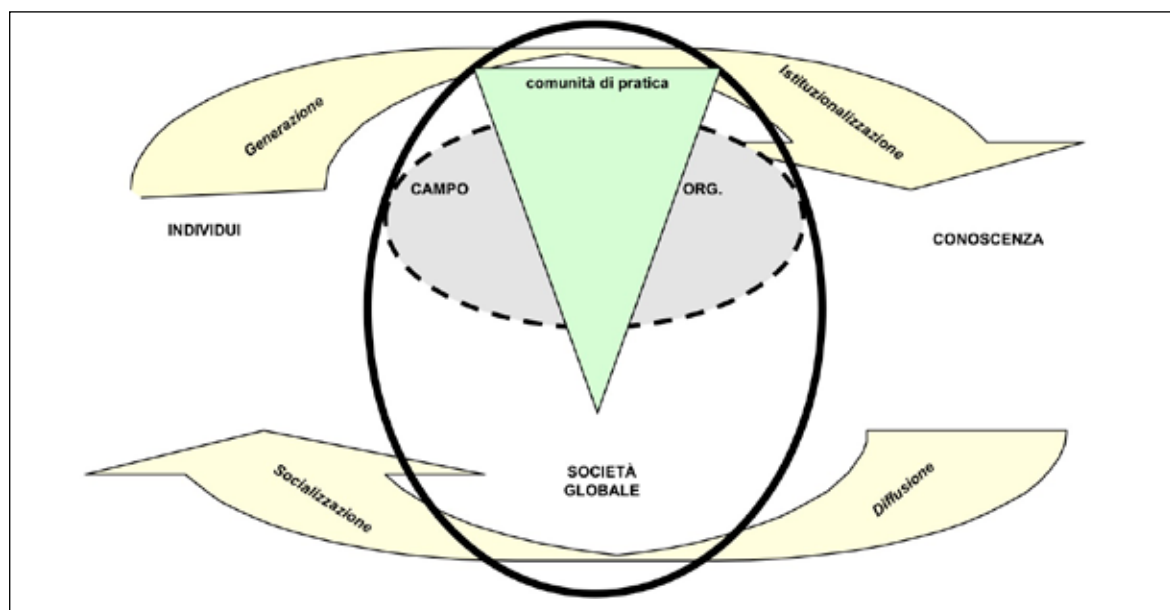 comunità di pratica
Generazione
Istituzionalizzazione
CAMPO
ORG.
INDIVIDUI
CONOSCENZA
Socializzazione
SOCIETÀ
GLOBALE
Diffusione